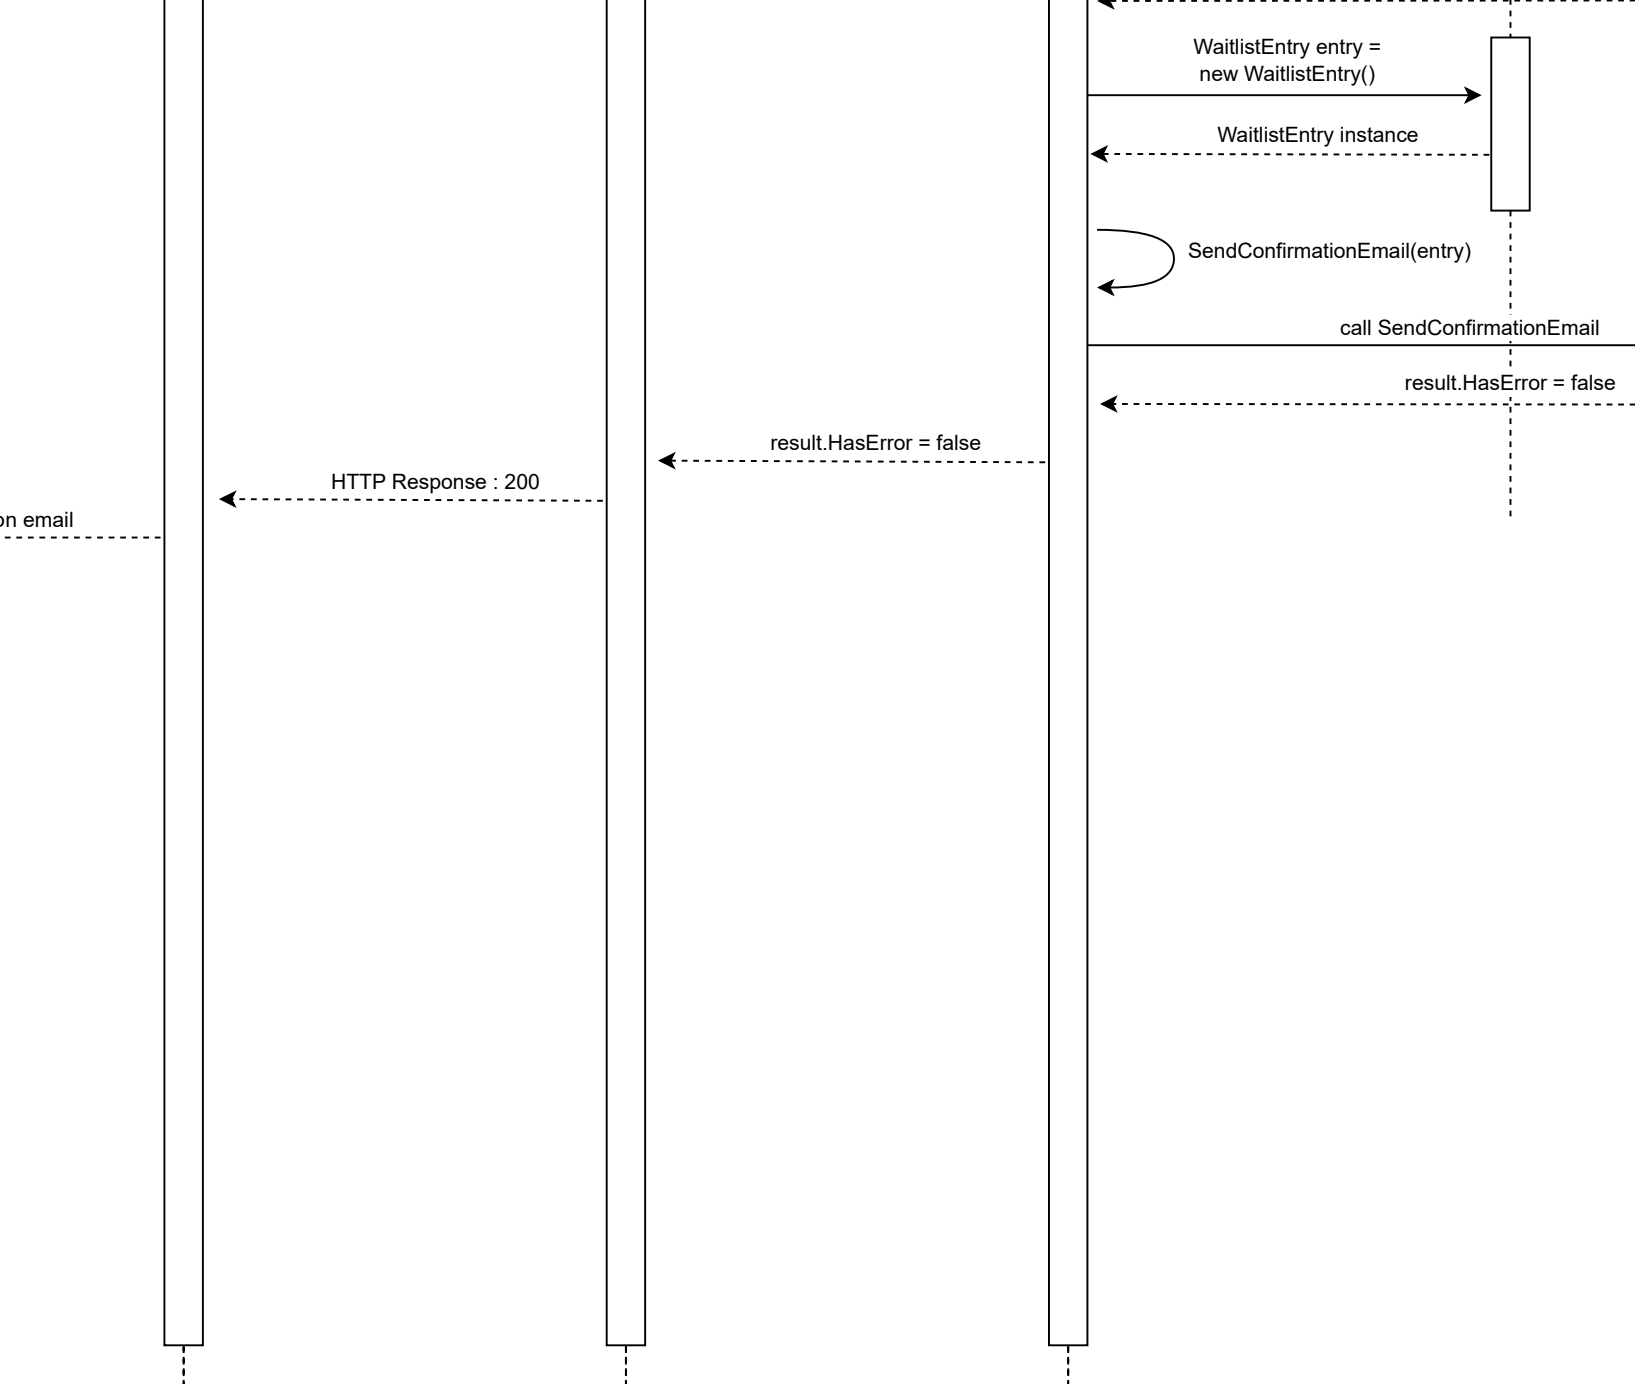 WaitlistEntry entry =
new WaitlistEntry()
WaitlistEntry instance
SendConfirmationEmail(entry)
call SendConfirmationEmail
result.HasError = false
result.HasError = false
HTTP Response : 200
on email